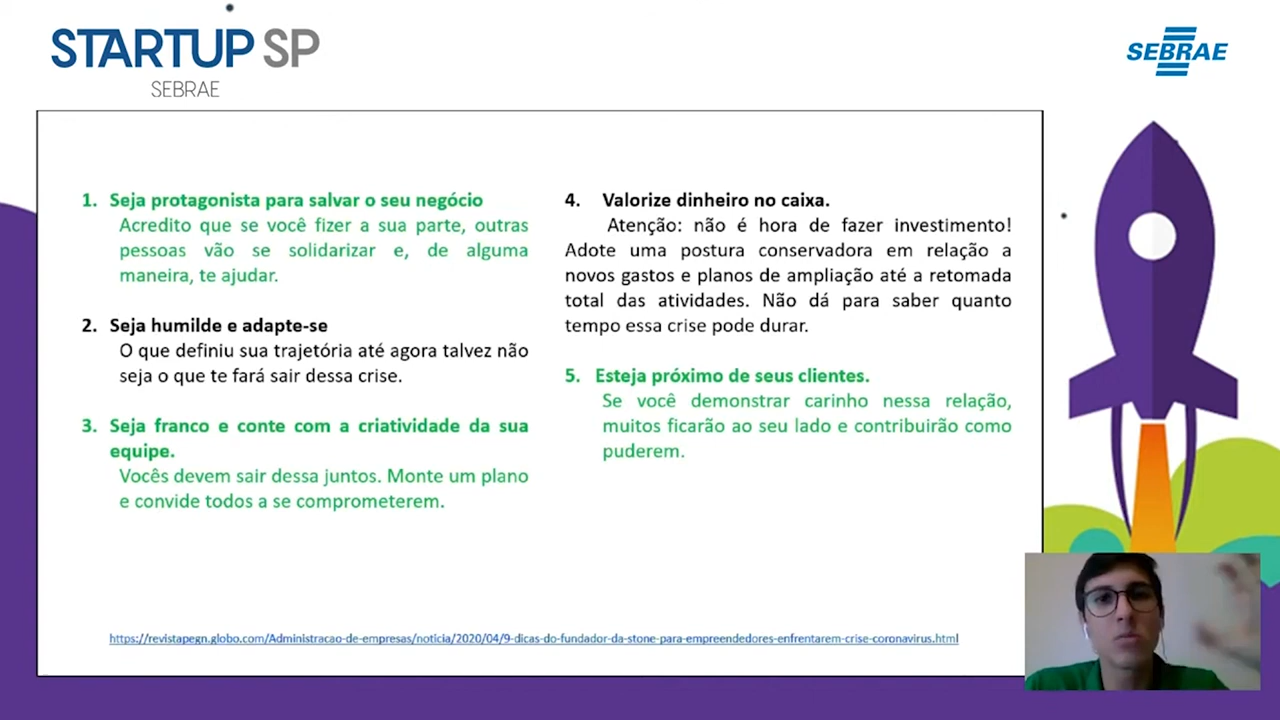 STARTUP SP
SEBRAE
SEBRAE
1. Seja protagonista para salvar o seu negócio
Acredito que se você fizer a sua parte, outras
pessoas vão se solidarizar e, de alguma
maneira, te ajudar.
2. Seja humilde e adapte-se
O que definiu sua trajetória até agora talvez não
seja o que te fará sair dessa crise.
3. Seja franco e conte com a criatividade da sua
equipe.
Vocês devem sair dessa juntos. Monte um plano
e convide todos a se comprometerem.
4. Valorize dinheiro no caixa.
Atenção: não é hora de fazer investimento!
Adote uma postura conservadora em relação a
novos gastos e planos de ampliação até a retomada
total das atividades. Não dá para saber quanto
tempo essa crise pode durar.
5. Esteja próximo de seus clientes.
Se você demonstrar carinho nessa relação,
muitos ficarão ao seu lado e contribuirão como
puderem.
https://revistapegn.globo.com/Administracao-de-empresas/noticia/2020/04/9-dicas-do-fundador-da-stone-para-empreendedores-enfrentarem-crise-coronavirus.html